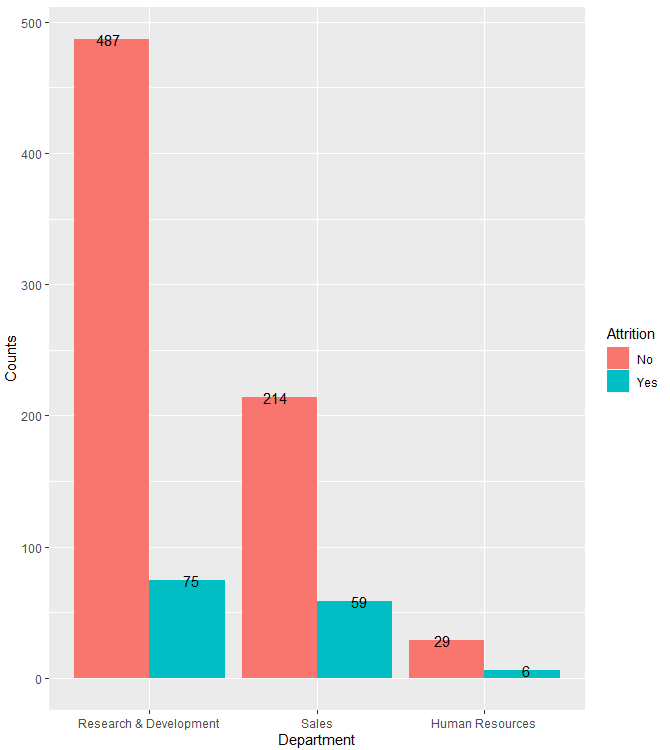 500
487
400
300
Attrition
No
Counts
Yes
214
200
100
75
59
29
6
0
Research & Development Sales Human Resources
Department